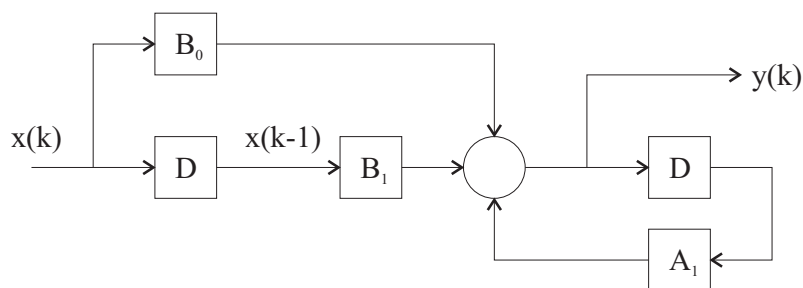 B₀
y(k)
x(k)
D
x(k-1)
B₁
D
A₁